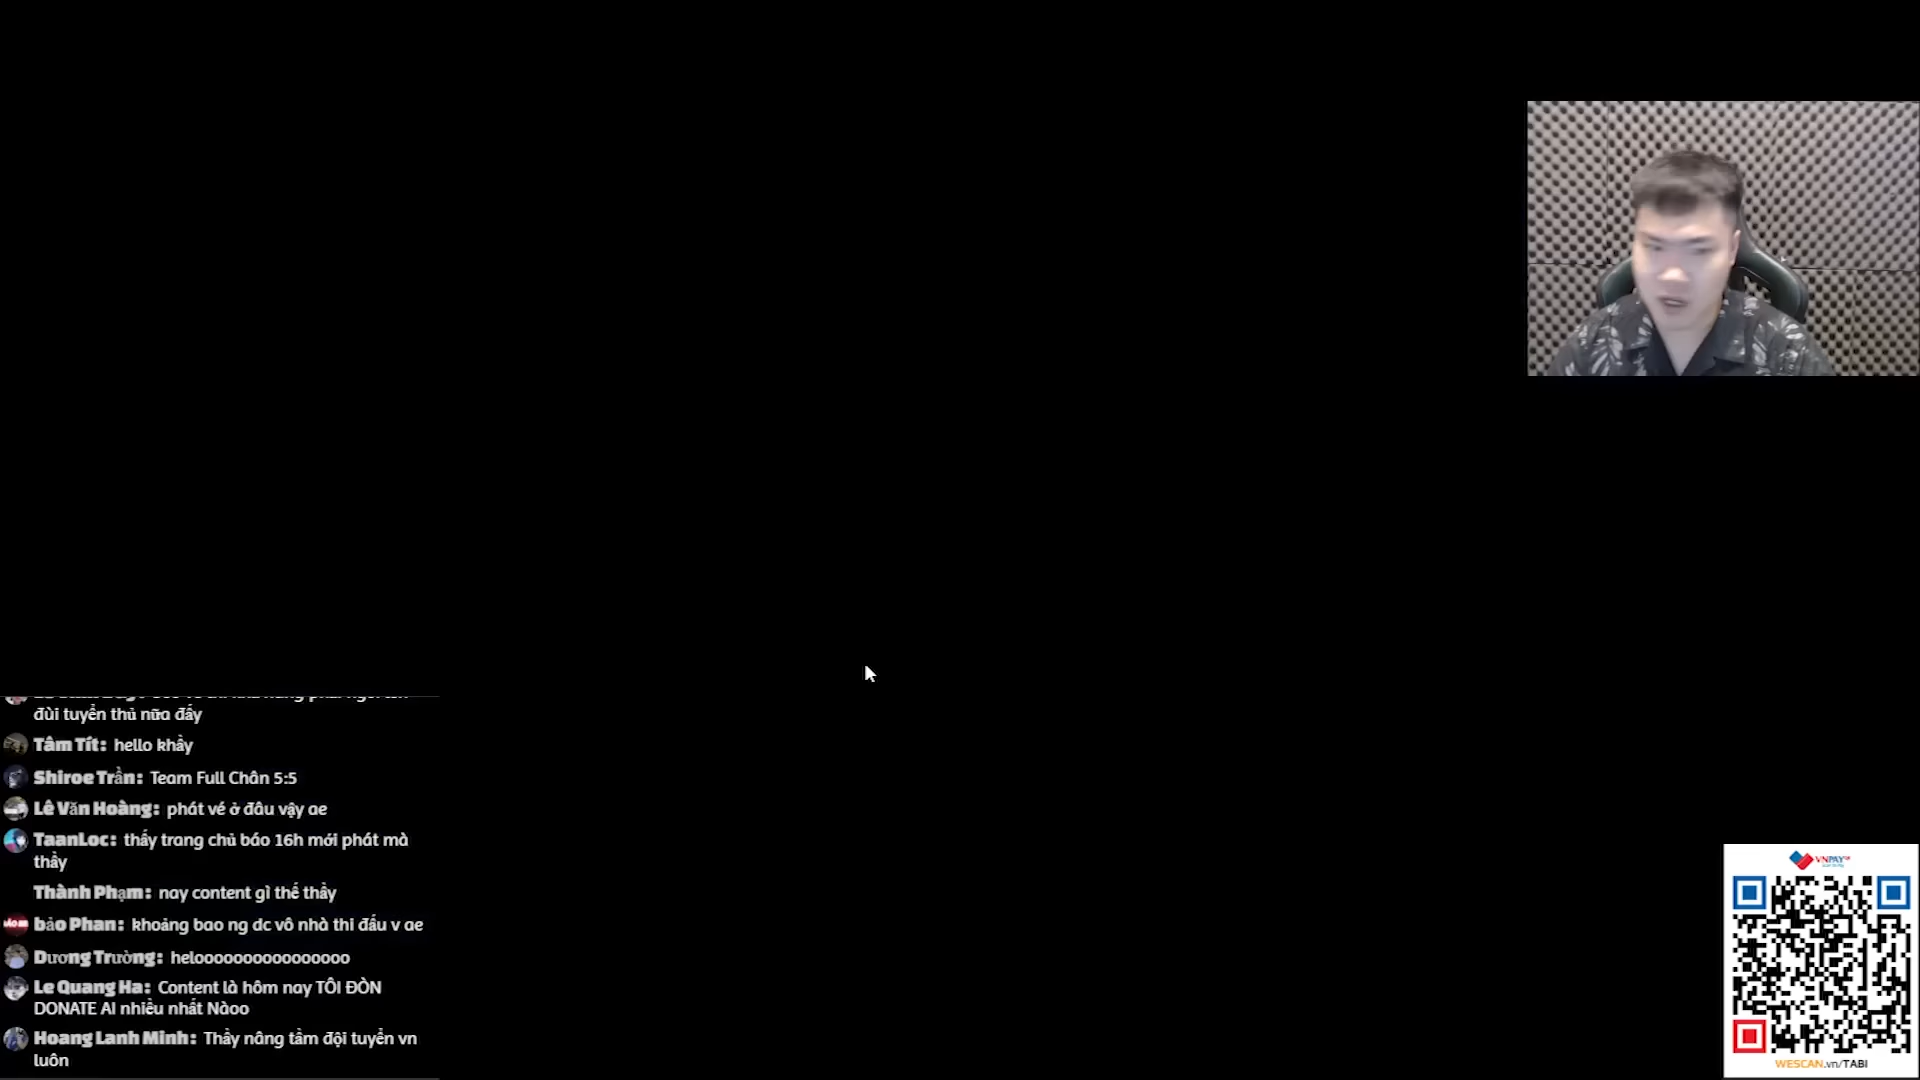 đùi tuyển thủ nữa đấy
Tâm Tít: hello khầy
Shiroe Trần: Team Full Chân 5:5
Lê Văn Hoàng: phát vé ở đâu vậy ae
TaanLoc: thấy trang chủ báo 16h mới phát mà
thầy
Thành Phạm: nay content gì thế thầy
bảo Phan: khoảng bao ng dc vô nhà thi đấu v ae
Dương Trường: helooooooooooooooooo
Le Quang Ha: Content là hôm nay TÔI ĐÒN
DONATE AI nhiều nhất Nàoo
Hoang Lanh Minh: Thầy nâng tầm đội tuyển vn
luôn
VNPAY
WESCAN.vn/TABI